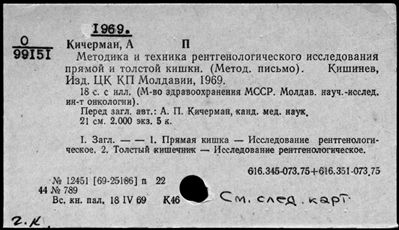 1969.
О
99151
Кичерман, А П
Методика и техника рентгенологического исследования
прямой и толстой кишки. (Метод. письмо). Кишинев,
Изд. ЦК КП Молдавии, 1969.
18 с. с илл. (М-во здравоохранения МССР. Молдав. науч.-исслед.
ин-т онкологии).
Перед загл. авт.: А. П. Кичерман, канд. мед. наук,
21 см. 2.000 экз. 5 к.
I. Загл. — — 1. Прямая кишка — Исследование рентгенологи-
ческое. 2. Толстый кишечник — Исследование рентгенологическое.
616.345-073.75+616.351-073.75
№ 12451 [69-25186] п 22
44 № 789
Вс. кн. пал. 18 IV 69 К46
См. след. карт
2. К.